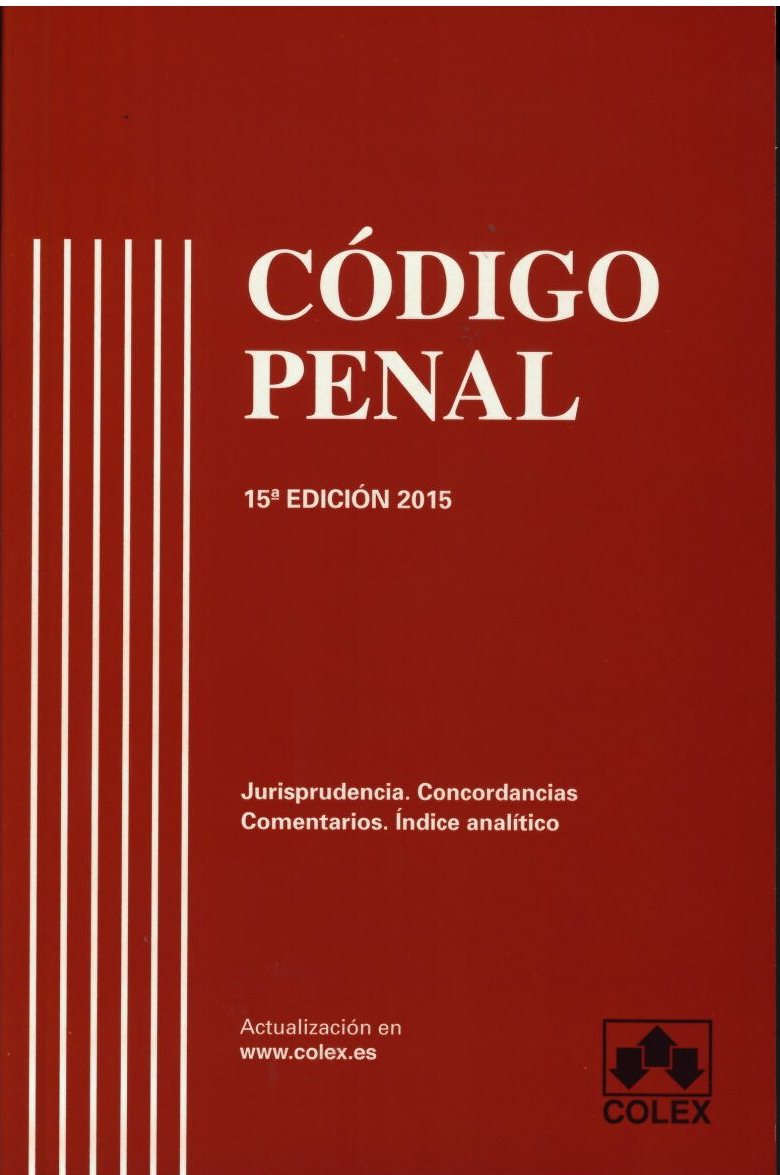 CÓDIGO
PENAL
15ª EDICIÓN 2015
Jurisprudencia. Concordancias
Comentarios. Índice analítico
Actualización en
www.colex.es
COLEX